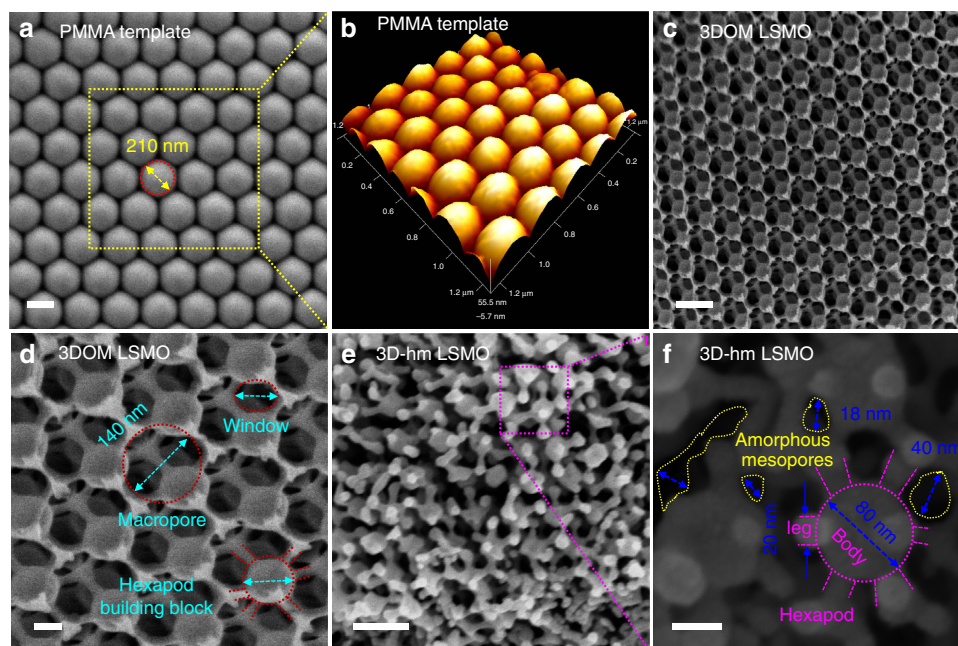 a PMMA template
210 nm
b PMMA template
1.2
0.2
0.4
0.6
0.8
1.0
1.2 µm
55.5 nm
−5.7 nm
1.2 µm
1.0
0.8
0.6
0.4
0.2
1.2 µm
c 3DOM LSMO
d 3DOM LSMO
140 nm
Window
Macropore
Hexapod
building block
e 3D-hm LSMO
f 3D-hm LSMO
18 nm
Amorphous
mesopores
40 nm
20 nm
leg
80 nm
Body
Hexapod